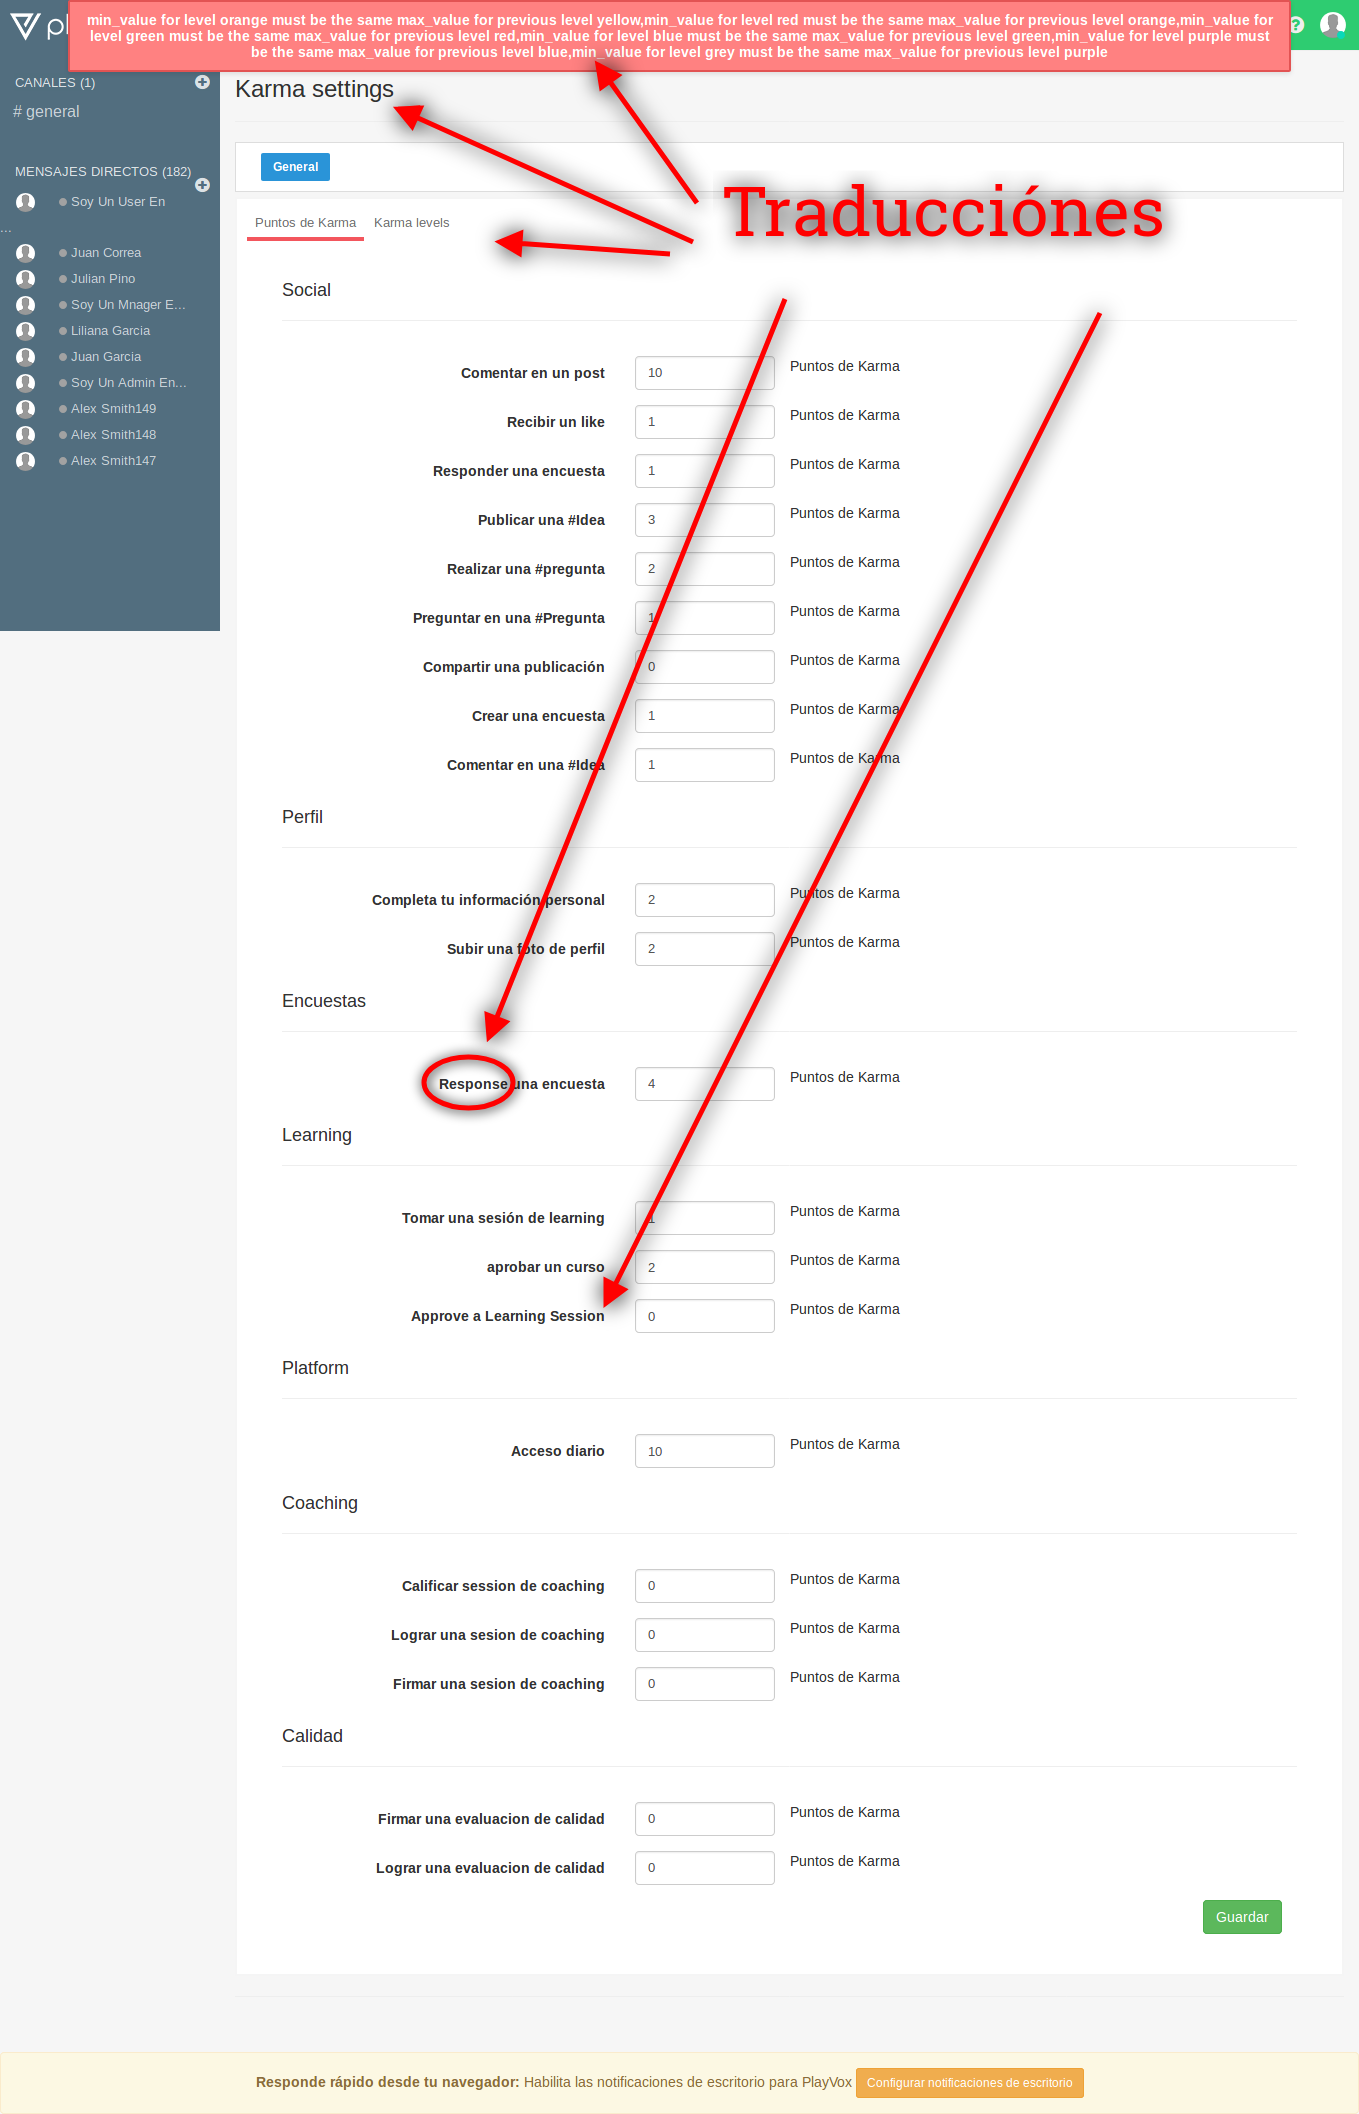 min_value for level orange must be the same max_value for previous level yellow,min_value for level red must be the same max_value for previous level orange,min_value for
level green must be the same max_value for previous level red,min_value for level blue must be the same max_value for previous level green,min_value for level purple must
be the same max_value for previous level blue,min_value for level grey must be the same max_value for previous level purple
CANALES (1)
# general
MENSAJES DIRECTOS (182)
Soy Un User En
...
Juan Correa
Julian Pino
Soy Un Mnager E...
Liliana Garcia
Juan Garcia
Soy Un Admin En...
Alex Smith149
Alex Smith148
Alex Smith147
Karma settings
General
Traducciónes
Puntos de Karma Karma levels
Social
Comentar en un post 10 Puntos de Karma
Recibir un like 1 Puntos de Karma
Responder una encuesta 1 Puntos de Karma
Publicar una #Idea 3 Puntos de Karma
Realizar una #pregunta 2 Puntos de Karma
Preguntar en una #Pregunta 1 Puntos de Karma
Compartir una publicación 0 Puntos de Karma
Crear una encuesta 1 Puntos de Karma
Comentar en una #Idea 1 Puntos de Karma
Perfil
Completa tu información personal 2 Puntos de Karma
Subir una foto de perfil 2 Puntos de Karma
Encuestas
Response una encuesta 4 Puntos de Karma
Learning
Tomar una sesión de learning 1 Puntos de Karma
aprobar un curso 2 Puntos de Karma
Approve a Learning Session 0 Puntos de Karma
Platform
Acceso diario 10 Puntos de Karma
Coaching
Calificar session de coaching 0 Puntos de Karma
Lograr una sesion de coaching 0 Puntos de Karma
Firmar una sesion de coaching 0 Puntos de Karma
Calidad
Firmar una evaluacion de calidad 0 Puntos de Karma
Lograr una evaluacion de calidad 0 Puntos de Karma
Guardar
Responde rápido desde tu navegador: Habilita las notificaciones de escritorio para PlayVox Configurar notificaciones de escritorio